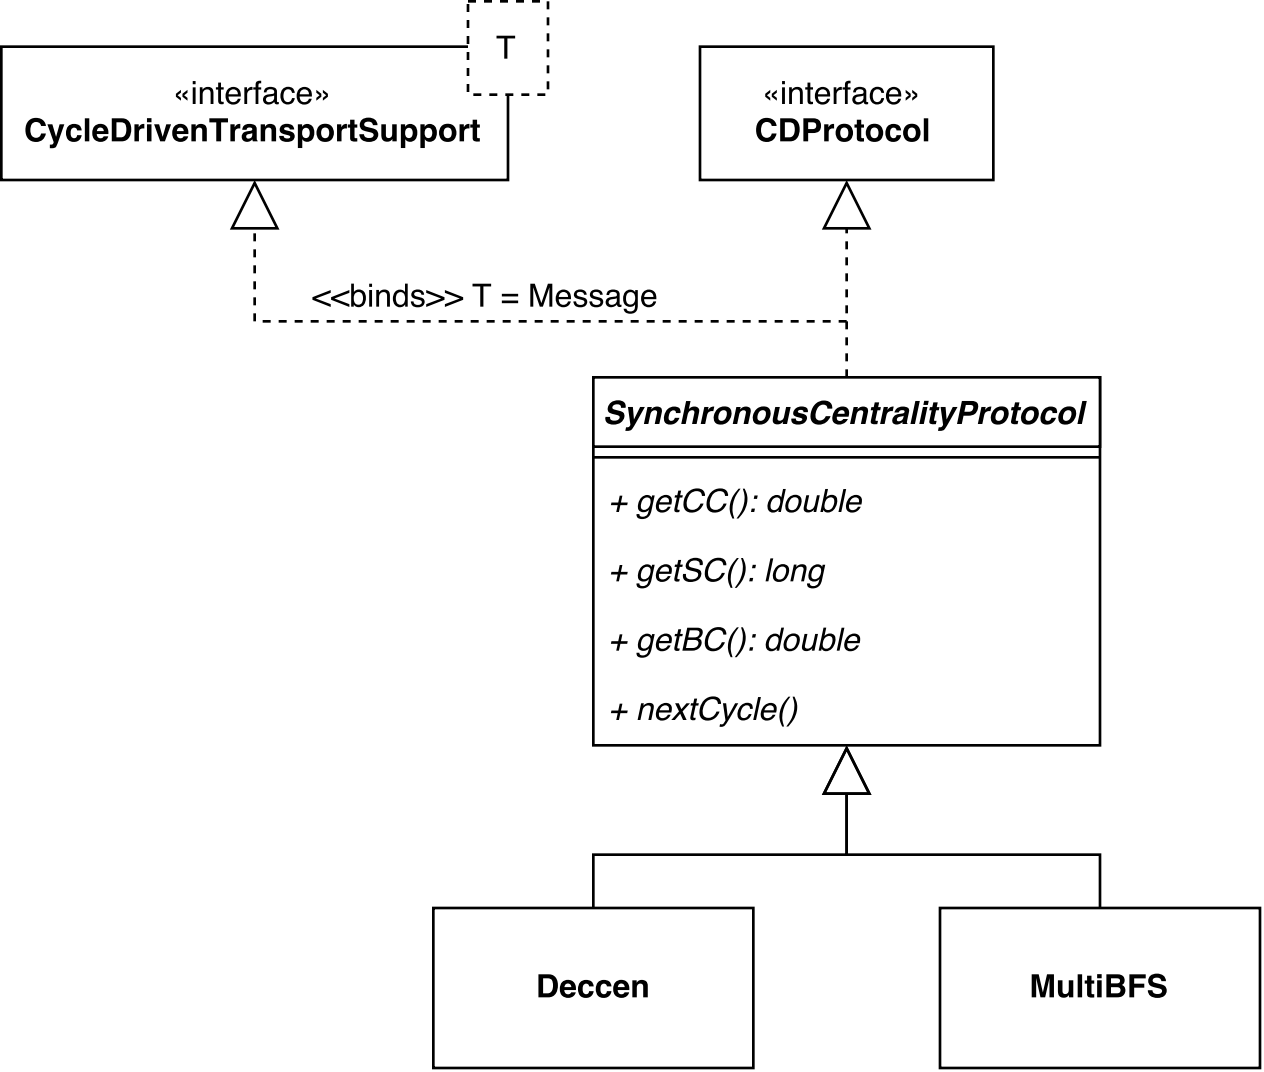 T
«interface»
CycleDrivenTransportSupport
«interface»
CDProtocol
<<binds>> T = Message
SynchronousCentralityProtocol
+ getCC(): double
+ getSC(): long
+ getBC(): double
+ nextCycle()
Deccen
MultiBFS